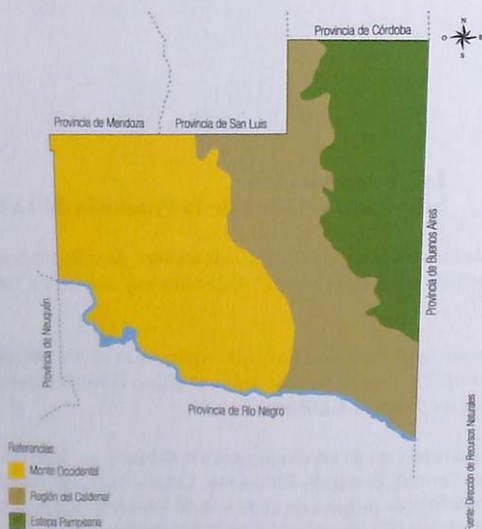 Provincia de Córdoba
N
O
E
S
Provincia de Mendoza
Provincia de San Luis
Provincia de Buenos Aires
Provincia de Neuquén
Provincia de Río Negro
Referencias:
Monte Occidental
Región del Caldenal
Estepa Pampeana
Fuente: Dirección de Recursos Naturales